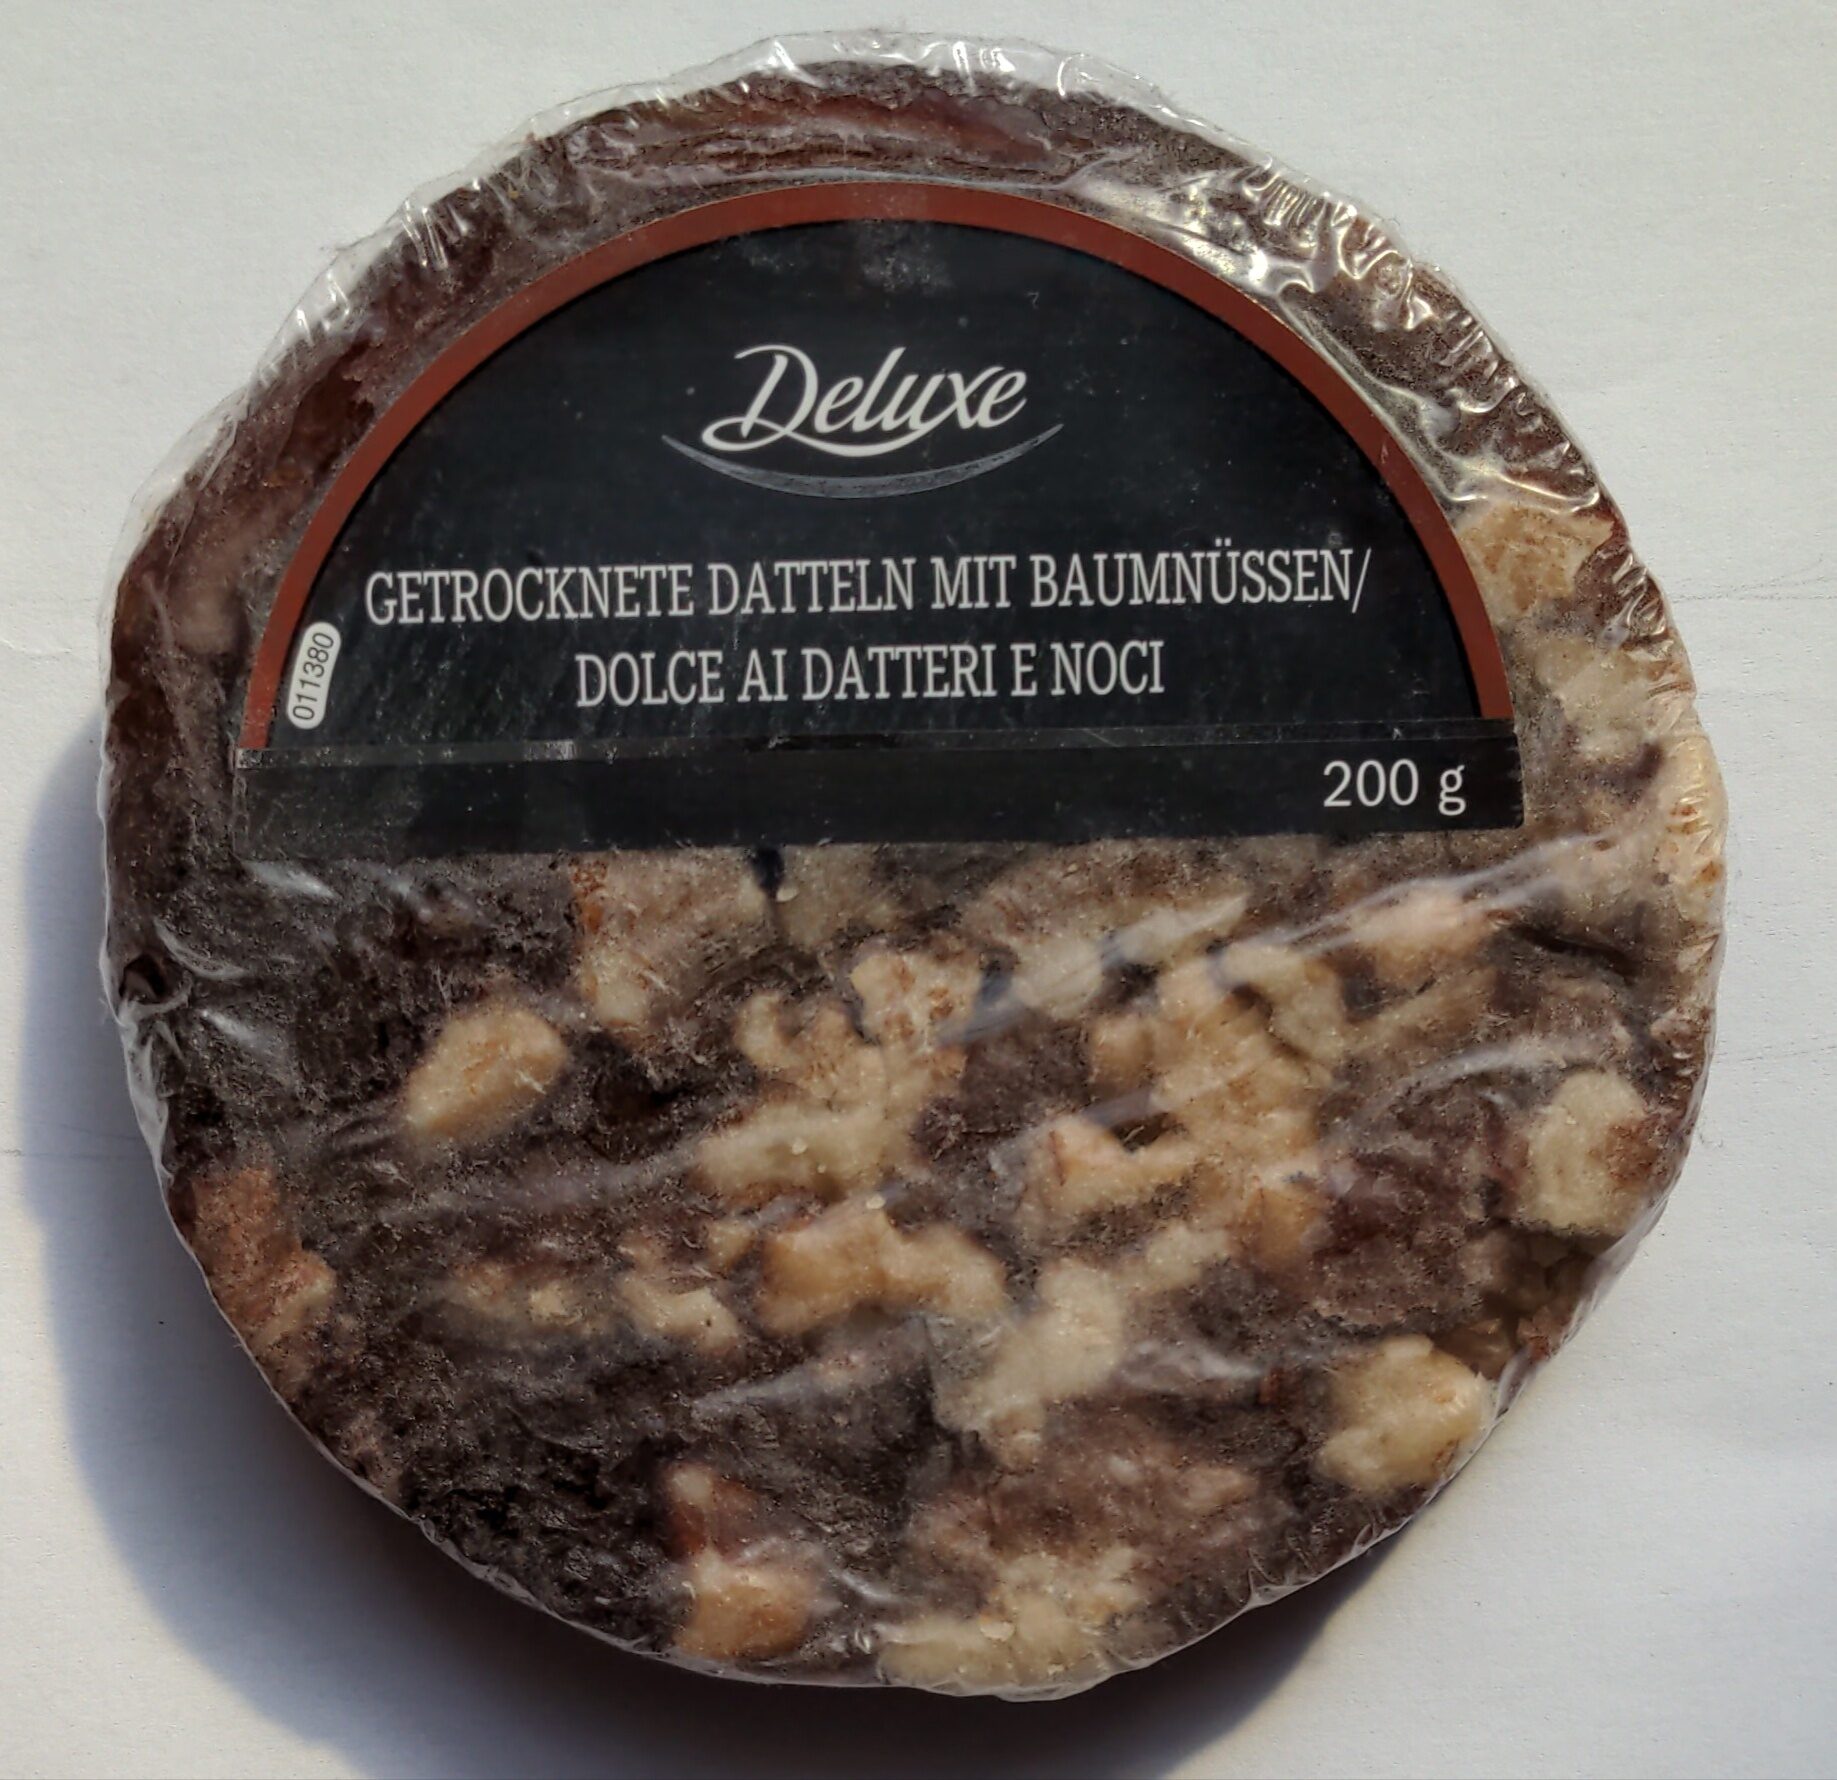 Deluxe
GETROCKNETE DATTELN MIT BAUMNÜSSEN/
DOLCE AI DATTERI E NOCI
011380
200 g